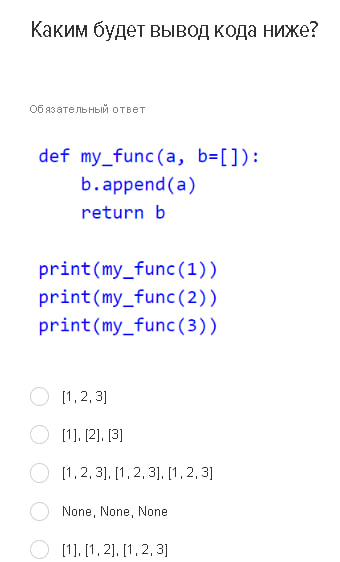 Каким будет вывод кода ниже?
Обязательный ответ
def my_func(a, b=[]):
    b.append(a)
    return b
print(my_func(1))
print(my_func(2))
print(my_func(3))
[1, 2, 3]
[1], [2], [3]
[1, 2, 3], [1, 2, 3], [1, 2, 3]
None, None, None
[1], [1, 2], [1, 2, 3]